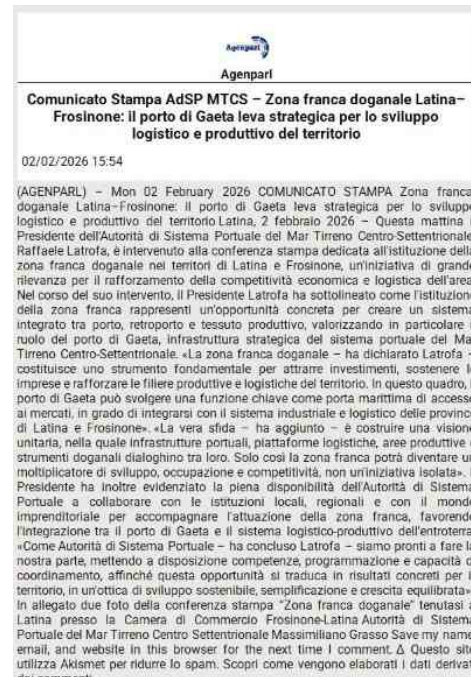 Agenparl
Agenparl
Comunicato Stampa AdSP MTCS – Zona franca doganale Latina–
Frosinone: il porto di Gaeta leva strategica per lo sviluppo
logistico e produttivo del territorio
02/02/2026 15:54
(AGENPARL) – Mon 02 February 2026 COMUNICATO STAMPA Zona franca
doganale Latina–Frosinone: il porto di Gaeta leva strategica per lo sviluppo
logistico e produttivo del territorio Latina, 2 febbraio 2026 – Questa mattina
Presidente dell'Autorità di Sistema Portuale del Mar Tirreno Centro-Settentrionale
Raffaele Latrofa, è intervenuto alla conferenza stampa dedicata all'istituzione della
zona franca doganale nei territori di Latina e Frosinone, un'iniziativa di grande
rilevanza per il rafforzamento della competitività economica e logistica dell'area.
Nel corso del suo intervento, il Presidente Latrofa ha sottolineato come l'istituzione
della zona franca rappresenti un'opportunità concreta per creare un sistema
integrato tra porto, retroporto e tessuto produttivo, valorizzando in particolare
ruolo del porto di Gaeta, infrastruttura strategica del sistema portuale del Mar
Tirreno Centro-Settentrionale. «La zona franca doganale – ha dichiarato Latrofa -
costituisce uno strumento fondamentale per attrarre investimenti, sostenere
imprese e rafforzare le filiere produttive e logistiche del territorio. In questo quadro,
porto di Gaeta può svolgere una funzione chiave come porta marittima di accesso
ai mercati, in grado di integrarsi con il sistema industriale e logistico delle province
di Latina e Frosinone». «La vera sfida – ha aggiunto – è costruire una visione
unitaria, nella quale infrastrutture portuali, piattaforme logistiche, aree produttive
strumenti doganali dialoghino tra loro. Solo così la zona franca potrà diventare un
moltiplicatore di sviluppo, occupazione e competitività, non un'iniziativa isolata».
Presidente ha inoltre evidenziato la piena disponibilità dell'Autorità di Sistema
Portuale a collaborare con le istituzioni locali, regionali e con il mondo
imprenditoriale per accompagnare l'attuazione della zona franca, favorendo
l'integrazione tra il porto di Gaeta e il sistema logistico-produttivo dell'entroterra.
«Come Autorità di Sistema Portuale – ha concluso Latrofa – siamo pronti a fare la
nostra parte, mettendo a disposizione competenze, programmazione e capacità di
coordinamento, affinché questa opportunità si traduca in risultati concreti per
territorio, in un'ottica di sviluppo sostenibile, semplificazione e crescita equilibrata».
In allegato due foto della conferenza stampa "Zona franca doganale" tenutasi a
Latina presso la Camera di Commercio Frosinone-Latina Autorità di Sistema
Portuale del Mar Tirreno Centro Settentrionale Massimiliano Grasso Save my name,
email, and website in this browser for the next time I comment. Δ Questo sito
utilizza Akismet per ridurre lo spam. Scopri come vengono elaborati i dati derivati